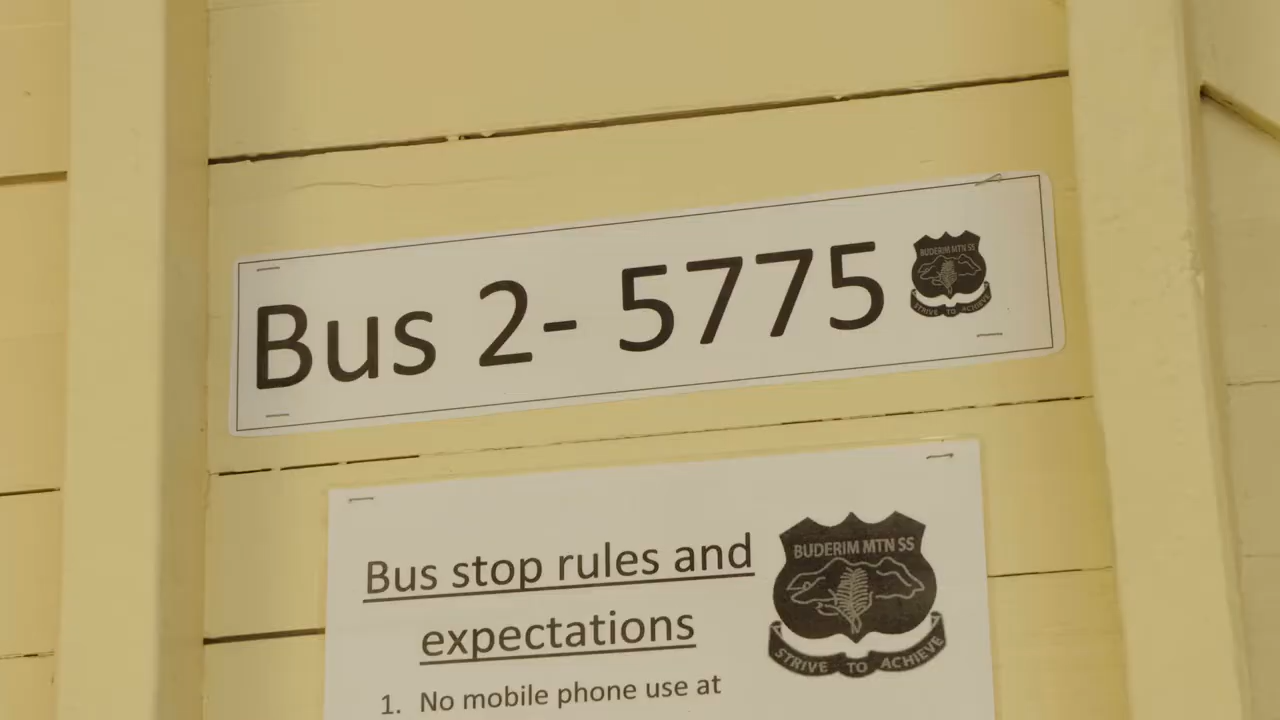 Bus 2- 5775
BUDERIM MTN SS
STRIVE TO ACHIEVE
Bus stop rules and
expectations
1. No mobile phone use at
BUDERIM MTN SS
STRIVE TO ACHIEVE